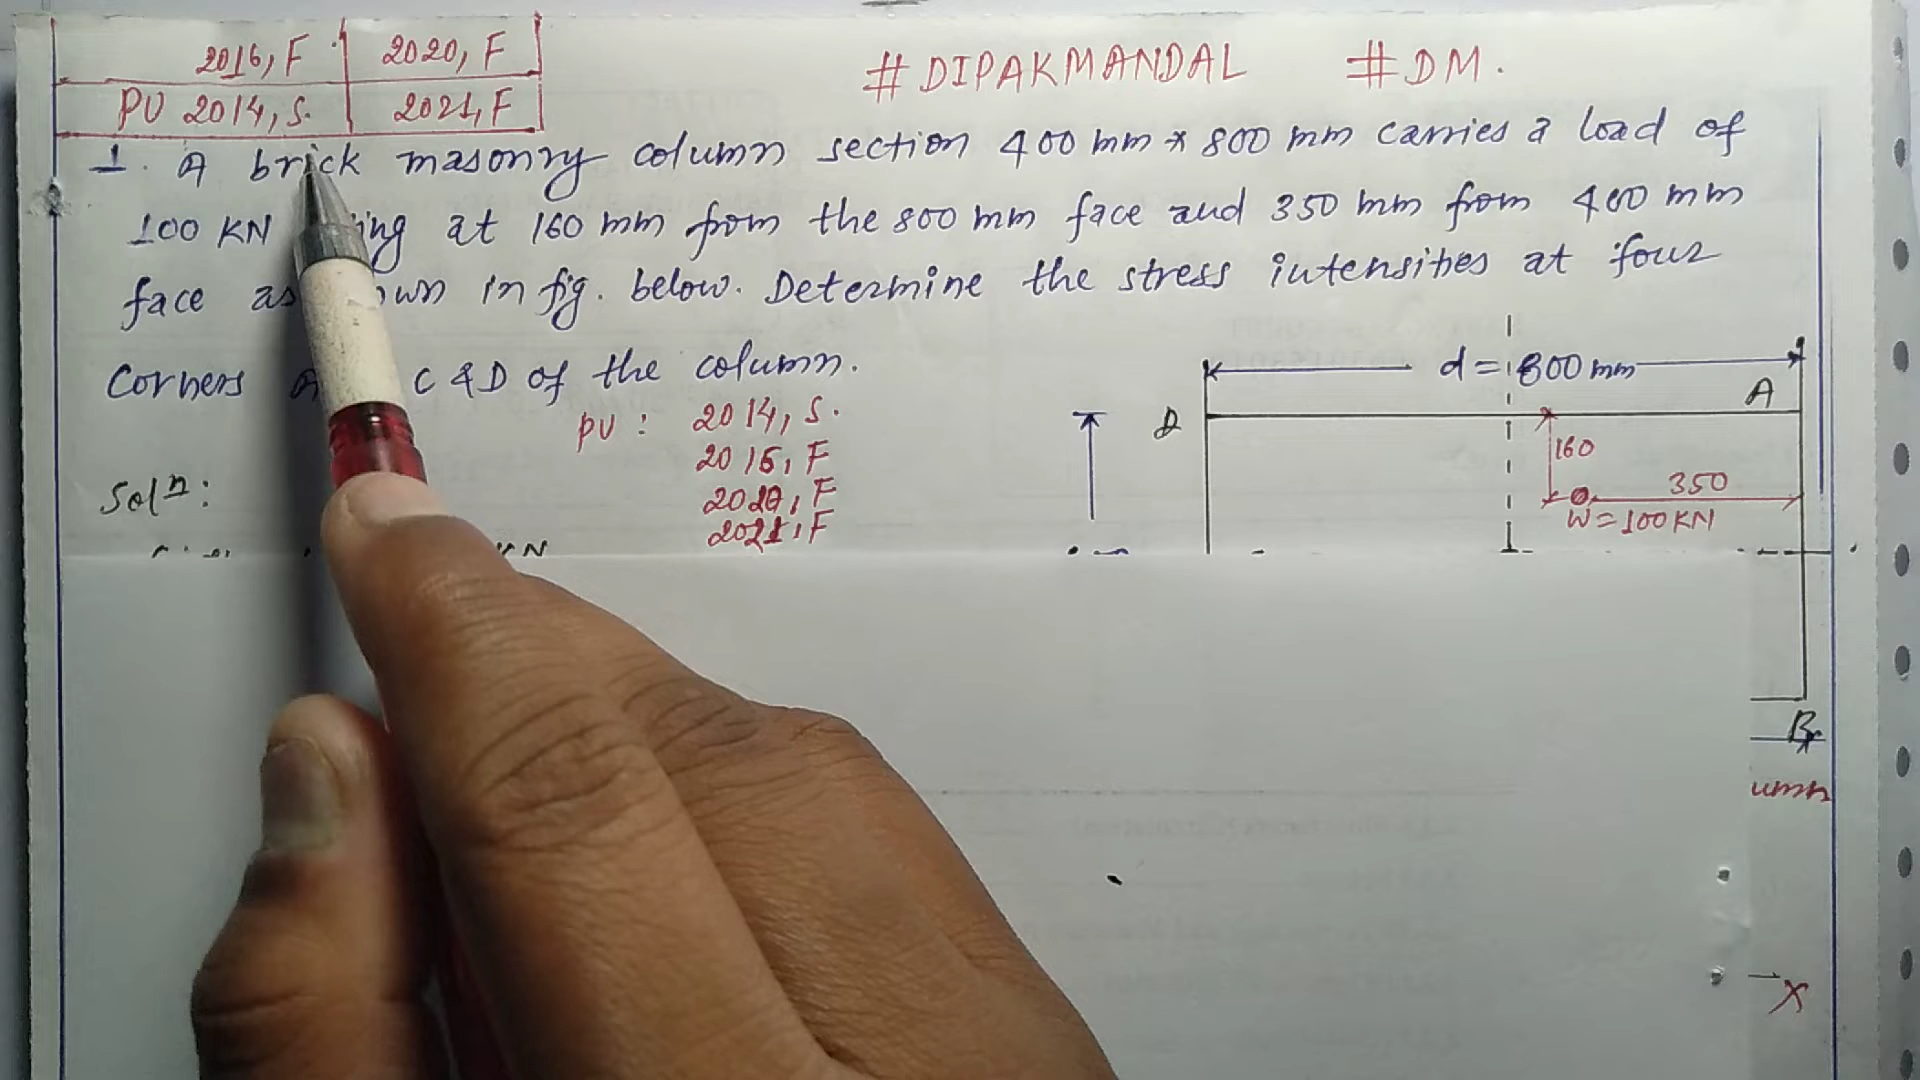 2016, F 2020, F
PU 2014, S. 2021, F
#DIPAKMANDAL #DM.
1. A brick masonry column section 400 mm * 800 mm carries a load of
100 KN at 160 mm from the 800 mm face and 350 mm from 400 mm
face as in fig. below. Determine the stress intensities at four
Corners C & D of the column.
PU: 2014, S.
2016, F
2020, F
2021, F
Solⁿ:
d = 800 mm
A
D
160
350
W = 100 KN
B
X